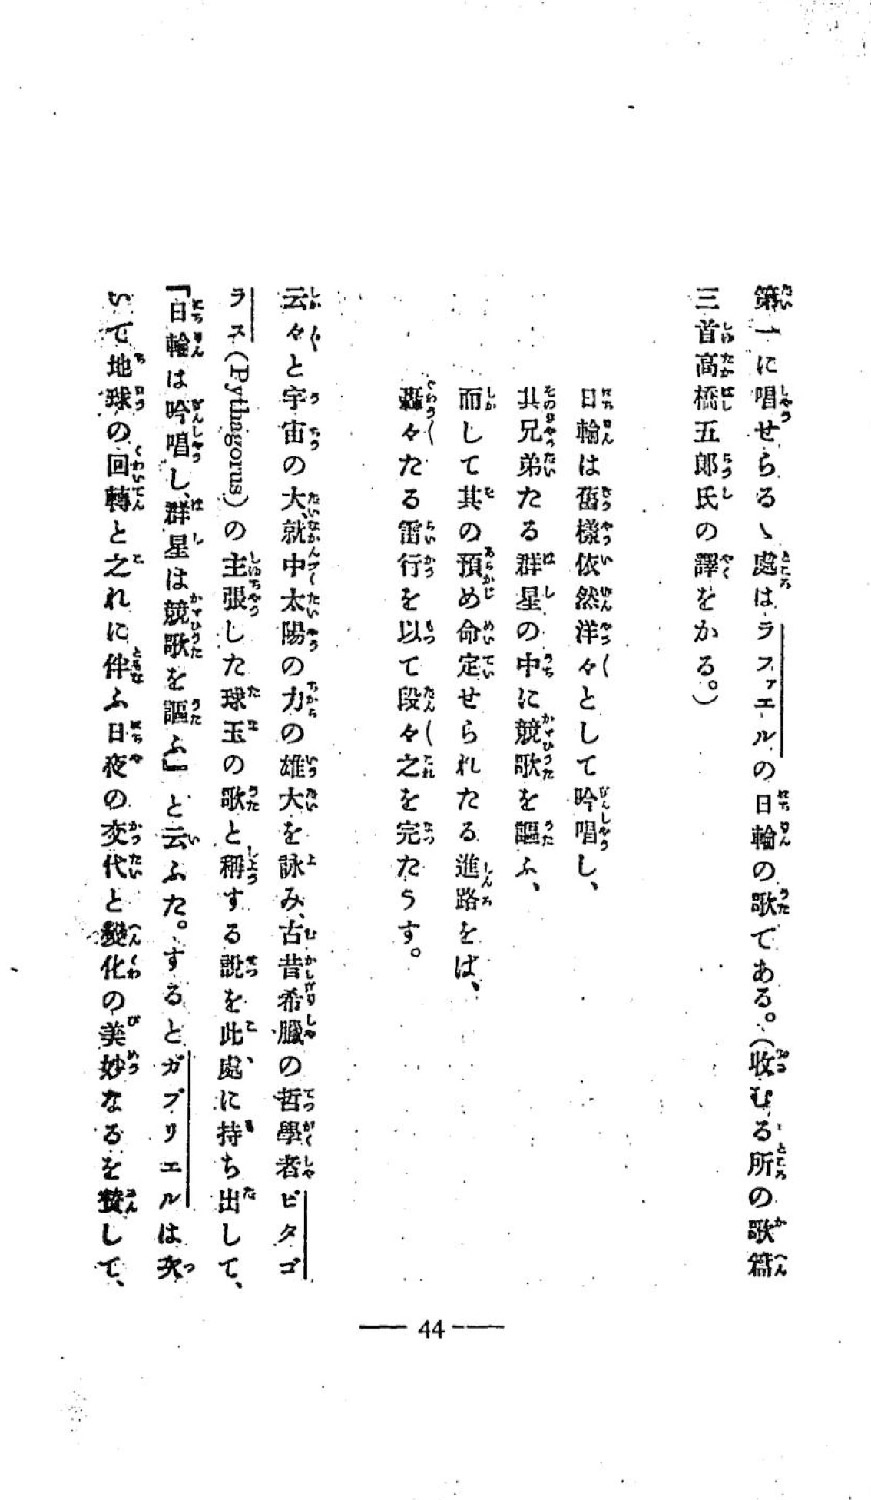 第一に唱せらるゝ處はラファエルの日輪の歌である。(收むる所の歌篇
三首高橋五郎氏の譯をかる。)
日輪は舊樣依然洋々として吟唱し、
其兄弟たる群星の中に競歌を謳ふ、
而して其の預め命定せられたる進路をば、
轟々たる雷行を以て段々之を完たうす。
云々と宇宙の大、就中太陽の力の雄大を詠み、古昔希臘の哲學者ピタゴ
ラス(Pythagorus)の主張した球玉の歌と稱する説を此處に持ち出して、
「日輪は吟唱し、群星は競歌を謳ふ」と云ふた。するとガブリエルは次
いで地球の回轉と之れに伴ふ日夜の交代と變化の美妙なるを賛して、
44